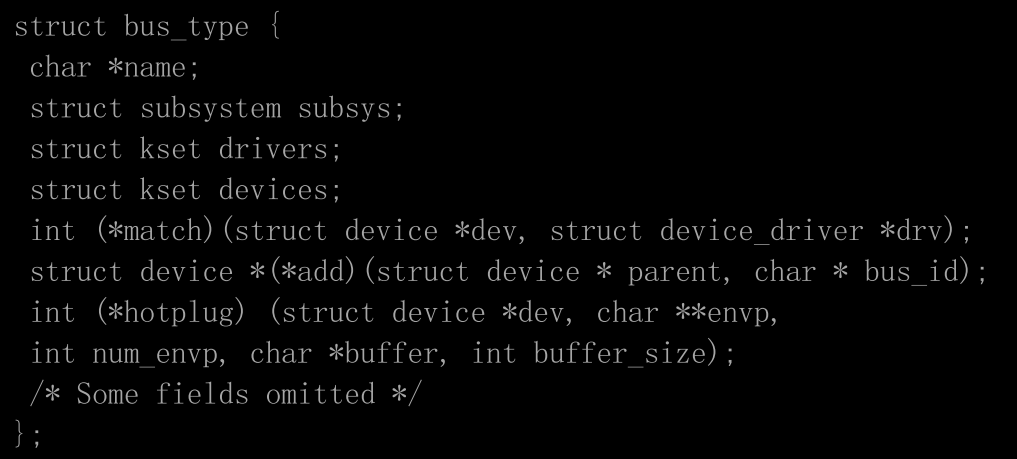 struct bus_type {
char *name;
struct subsystem subsys;
struct kset drivers;
struct kset devices;
int (*match)(struct device *dev, struct device_driver *drv);
struct device *(*add)(struct device * parent, char * bus_id);
int (*hotplug) (struct device *dev, char **envp,
int num_envp, char *buffer, int buffer_size);
/* Some fields omitted */
};